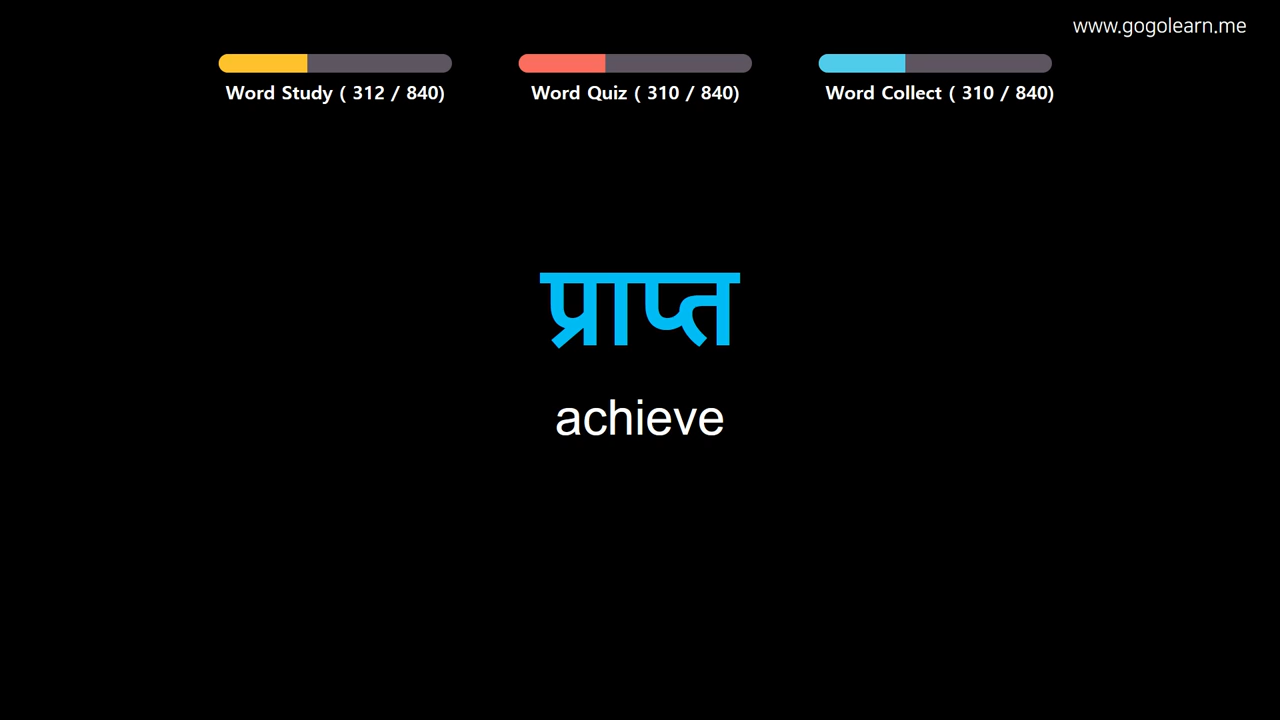 www.gogolearn.me
Word Study ( 312 / 840)
Word Quiz ( 310 / 840)
Word Collect ( 310 / 840)
प्राप्त
achieve